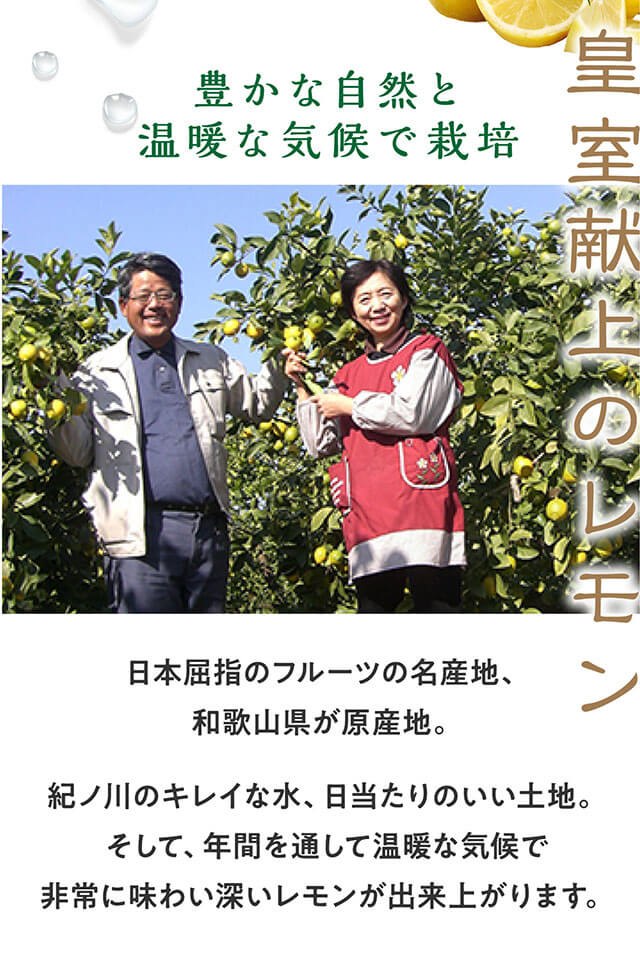 豊かな自然と
温暖な気候で栽培
皇室献上のレモン
日本屈指のフルーツの名産地、
和歌山県が原産地。
紀ノ川のキレイな水、日当たりのいい土地。
そして、年間を通して温暖な気候で
非常に味わい深いレモンが出来上がります。